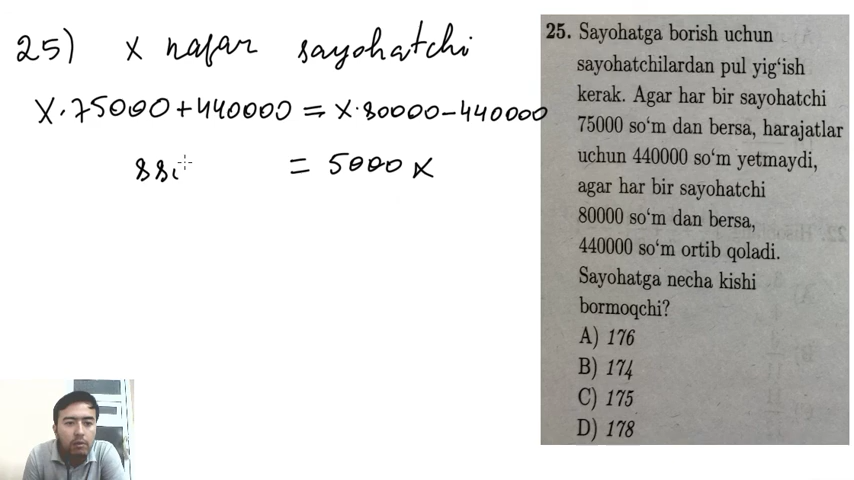 25) x nafar sayohatchi
x·75000+440000=x·80000-440000
88
= 5000x
25. Sayohatga borish uchun
sayohatchilardan pul yig‘ish
kerak. Agar har bir sayohatchi
75000 so‘m dan bersa, harajatlar
uchun 440000 so‘m yetmaydi,
agar har bir sayohatchi
80000 so‘m dan bersa,
440000 so‘m ortib qoladi.
Sayohatga necha kishi
bormoqchi?
A) 176
B) 174
C) 175
D) 178